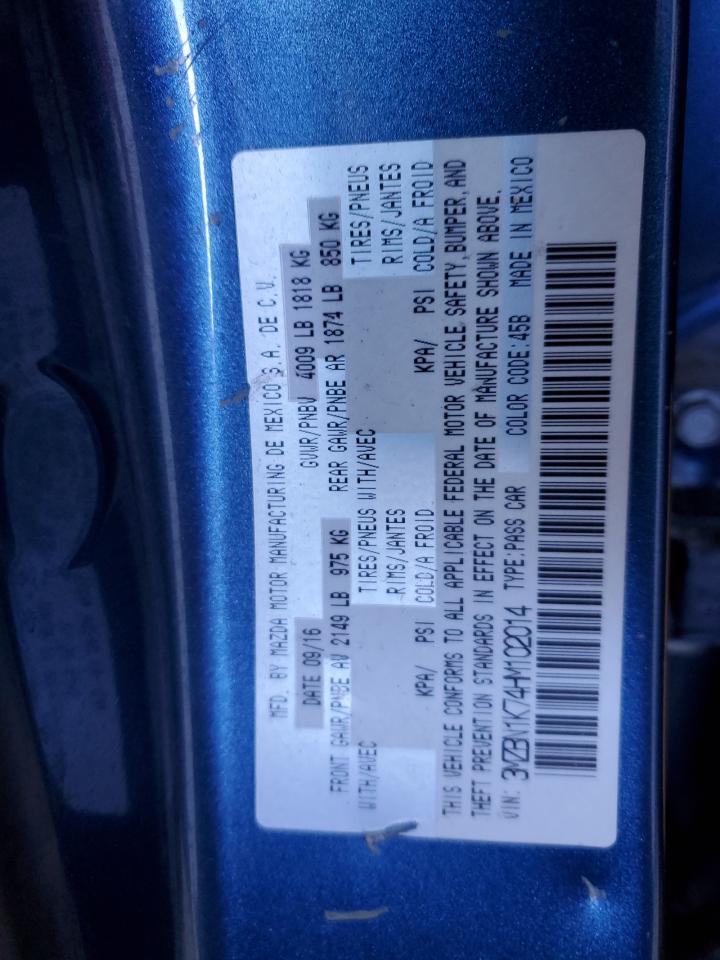 MFD. BY MAZDA MOTOR MANUFACTURING DE MEXICO S.A. DE C.V.
DATE 09/16 GVWR/PNBV 4009 LB 1818 KG
FRONT GAWR/PNBE AV 2149 LB 975 KG REAR GAWR/PNBE AR 1874 LB 850 KG
WITH/AVEC TIRES/PNEUS WITH/AVEC TIRES/PNEUS
RIMS/JANTES RIMS/JANTES
KPA/ PSI COLD/A FROID KPA/ PSI COLD/A FROID
THIS VEHICLE CONFORMS TO ALL APPLICABLE FEDERAL MOTOR VEHICLE SAFETY, BUMPER, AND
THEFT PREVENTION STANDARDS IN EFFECT ON THE DATE OF MANUFACTURE SHOWN ABOVE.
VIN: 3MZBN1K74HM102014 TYPE:PASS CAR COLOR CODE:45B MADE IN MEXICO